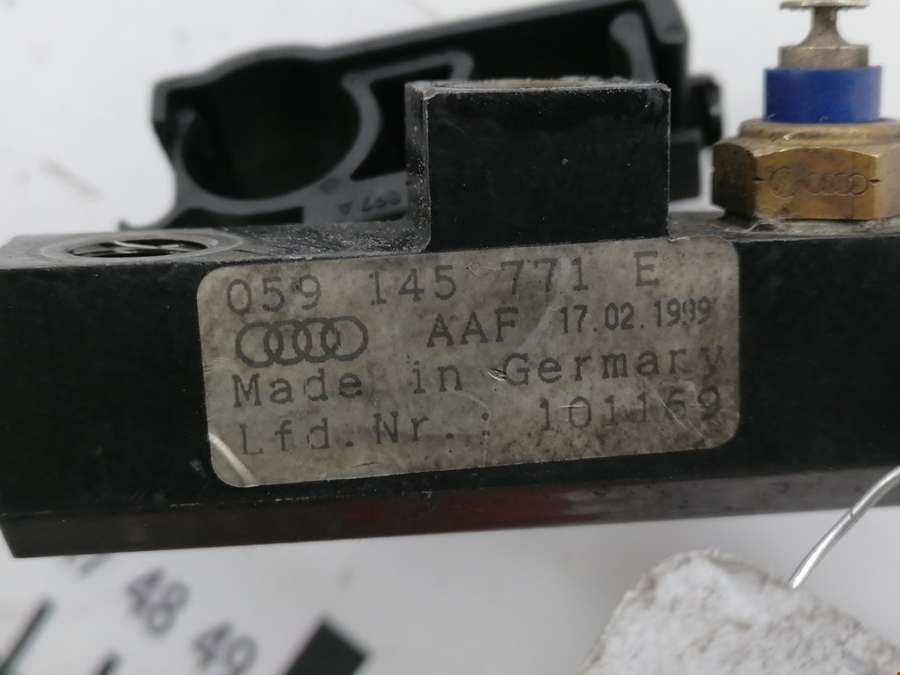 059 145 771 E
AAF 17.02.1999
Made in Germany
Lfd.Nr.: 101169
48
49